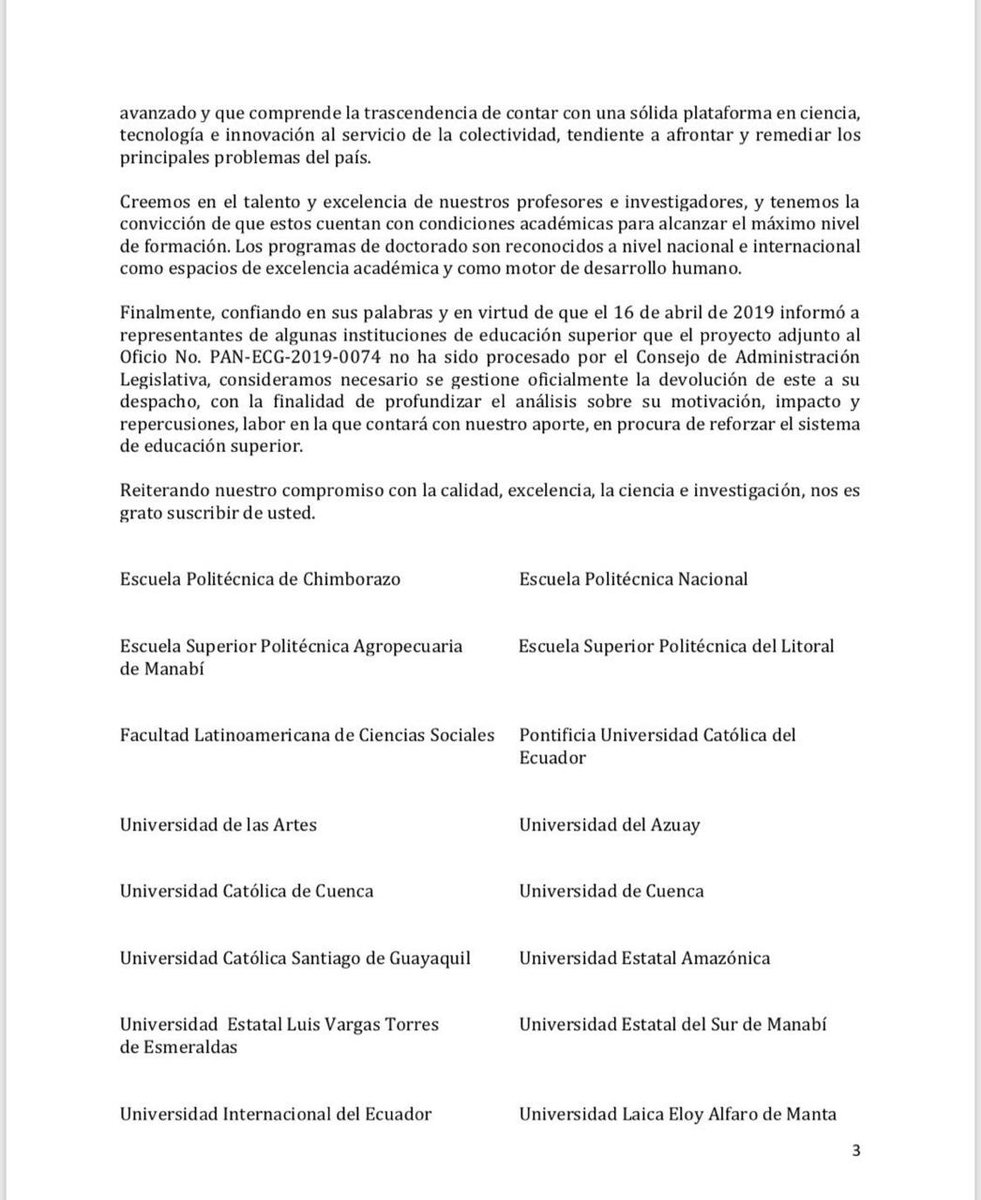 avanzado y que comprende la trascendencia de contar con una sólida plataforma en ciencia,
tecnología e innovación al servicio de la colectividad, tendiente a afrontar y remediar los
principales problemas del país.
Creemos en el talento y excelencia de nuestros profesores e investigadores, y tenemos la
convicción de que estos cuentan con condiciones académicas para alcanzar el máximo nivel
de formación. Los programas de doctorado son reconocidos a nivel nacional e internacional
como espacios de excelencia académica y como motor de desarrollo humano.
Finalmente, confiando en sus palabras y en virtud de que el 16 de abril de 2019 informó a
representantes de algunas instituciones de educación superior que el proyecto adjunto al
Oficio No. PAN-ECG-2019-0074 no ha sido procesado por el Consejo de Administración
Legislativa, consideramos necesario se gestione oficialmente la devolución de este a su
despacho, con la finalidad de profundizar el análisis sobre su motivación, impacto y
repercusiones, labor en la que contará con nuestro aporte, en procura de reforzar el sistema
de educación superior.
Reiterando nuestro compromiso con la calidad, excelencia, la ciencia e investigación, nos es
grato suscribir de usted.
Escuela Politécnica de Chimborazo
Escuela Politécnica Nacional
Escuela Superior Politécnica Agropecuaria
de Manabí
Escuela Superior Politécnica del Litoral
Facultad Latinoamericana de Ciencias Sociales
Pontificia Universidad Católica del
Ecuador
Universidad de las Artes
Universidad del Azuay
Universidad Católica de Cuenca
Universidad de Cuenca
Universidad Católica Santiago de Guayaquil
Universidad Estatal Amazónica
Universidad Estatal Luis Vargas Torres
de Esmeraldas
Universidad Estatal del Sur de Manabí
Universidad Internacional del Ecuador
Universidad Laica Eloy Alfaro de Manta
3